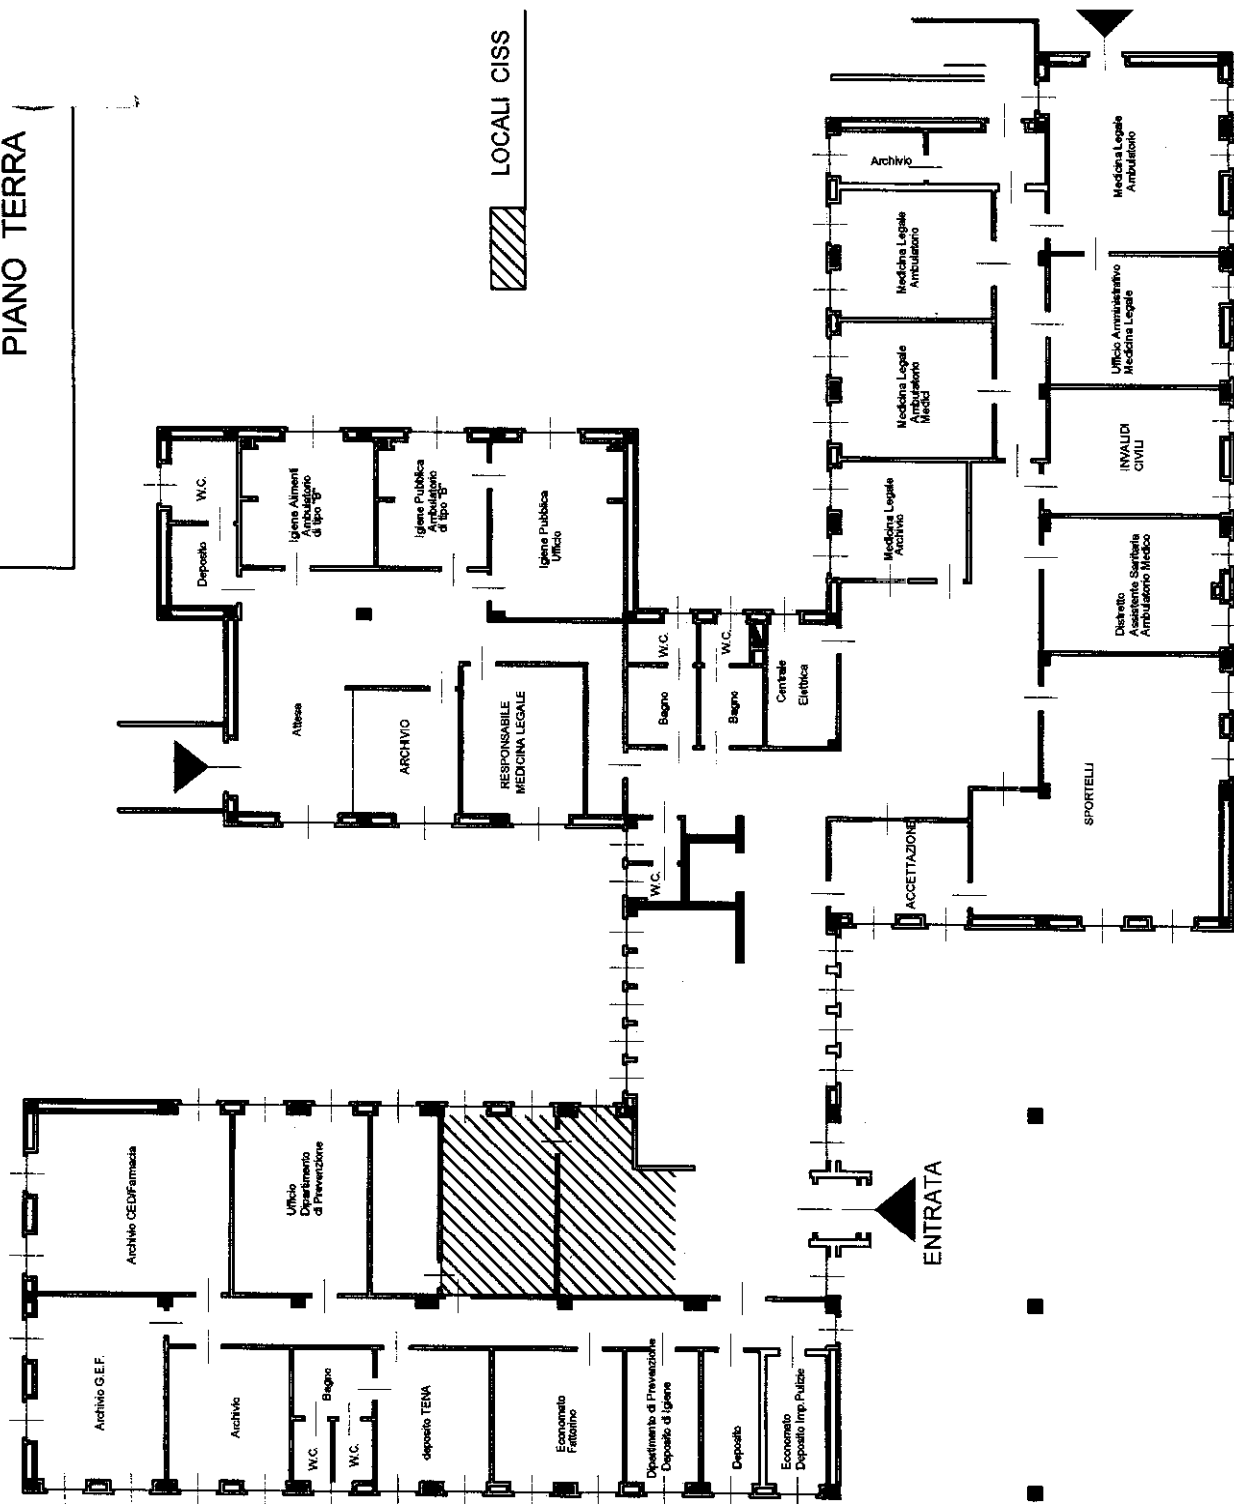 PIANO TERRA
LOCALI CISS
Archivio
Medicina Legale
Ambulatorio
Medicina Legale
Ambulatorio
Medicina Legale
Ambulatorio
Medici
Ufficio Amministrativo
Medicina Legale
INVALIDI
CIVILI
Medicina Legale
Archivio
Distretto
Assistente Sanitaria
Ambulatorio Medico
SPORTELLI
ACCETTAZIONE
W.C.
Deposito
Igiene Alimenti
Ambulatorio
di tipo "B"
Igiene Pubblica
Ambulatorio
di tipo "B"
Igiene Pubblica
Ufficio
Attesa
ARCHIVIO
RESPONSABILE
MEDICINA LEGALE
W.C.
Bagno
W.C.
Bagno
Centrale
Elettrica
W.C.
Archivio CED/Farmacia
Ufficio
Dipartimento
di Prevenzione
ENTRATA
Archivio G.E.F.
Archivio
Bagno
W.C.
W.C.
deposito TENA
Economato
Fattorino
Dipartimento di Prevenzione
Deposito di Igiene
Deposito
Economato
Deposito Imp.Pulizie